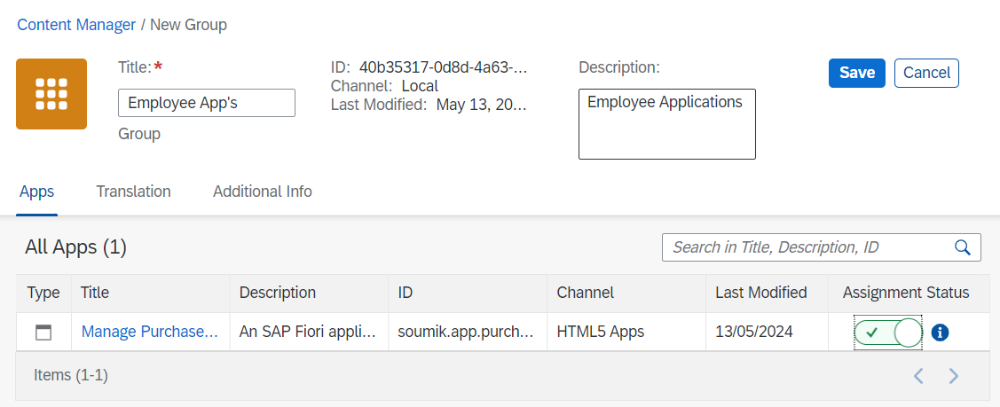 Content Manager / New Group
Title:*
Employee App's
Group
ID: 40b35317-0d8d-4a63-...
Channel: Local
Last Modified: May 13, 20...
Description:
Employee Applications
Save
Cancel
Apps Translation Additional Info
All Apps (1)
Search in Title, Description, ID
Type Title Description ID Channel Last Modified Assignment Status
Manage Purchase... An SAP Fiori appli... soumik.app.purch... HTML5 Apps 13/05/2024
Items (1-1)